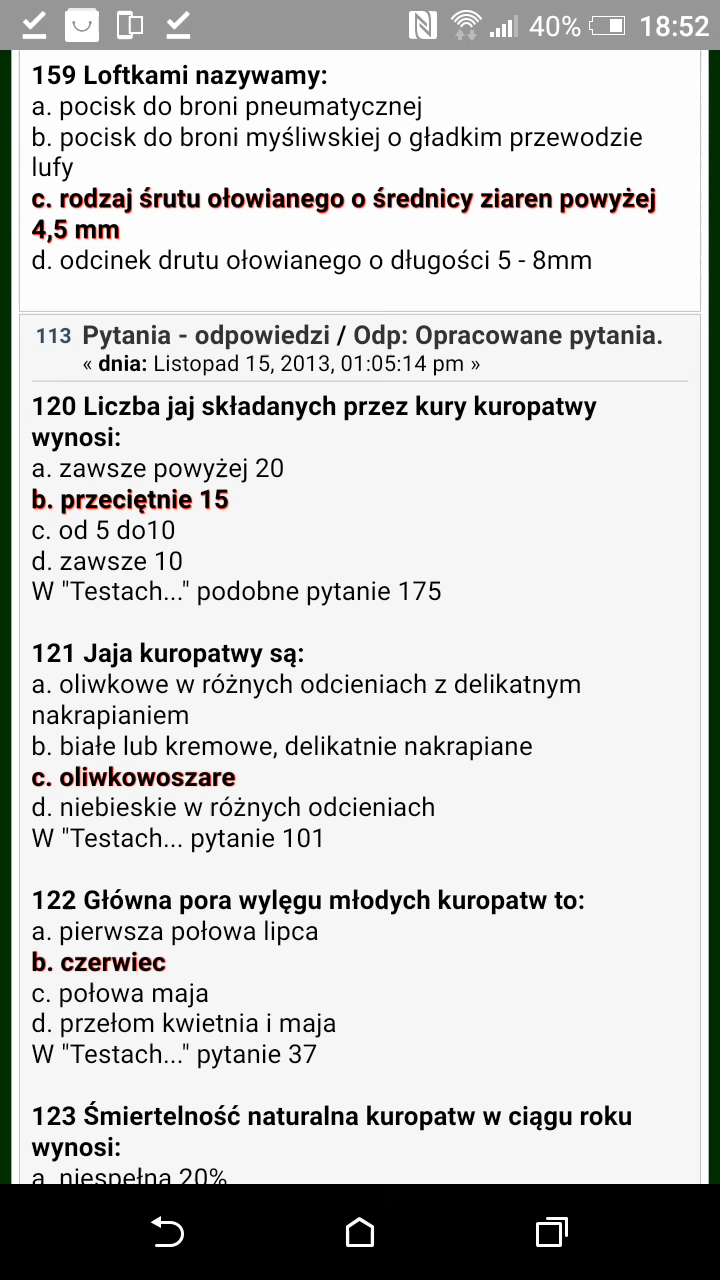 40% 18:52
159 Loftkami nazywamy:
a. pocisk do broni pneumatycznej
b. pocisk do broni myśliwskiej o gładkim przewodzie
lufy
c. rodzaj śrutu ołowianego o średnicy ziaren powyżej
4,5 mm
d. odcinek drutu ołowianego o długości 5 - 8mm
113 Pytania - odpowiedzi / Odp: Opracowane pytania.
« dnia: Listopad 15, 2013, 01:05:14 pm »
120 Liczba jaj składanych przez kury kuropatwy
wynosi:
a. zawsze powyżej 20
b. przeciętnie 15
c. od 5 do10
d. zawsze 10
W "Testach..." podobne pytanie 175
121 Jaja kuropatwy są:
a. oliwkowe w różnych odcieniach z delikatnym
nakrapianiem
b. białe lub kremowe, delikatnie nakrapiane
c. oliwkowoszare
d. niebieskie w różnych odcieniach
W "Testach... pytanie 101
122 Główna pora wylęgu młodych kuropatw to:
a. pierwsza połowa lipca
b. czerwiec
c. połowa maja
d. przełom kwietnia i maja
W "Testach..." pytanie 37
123 Śmiertelność naturalna kuropatw w ciągu roku
wynosi:
a. niespełna 20%